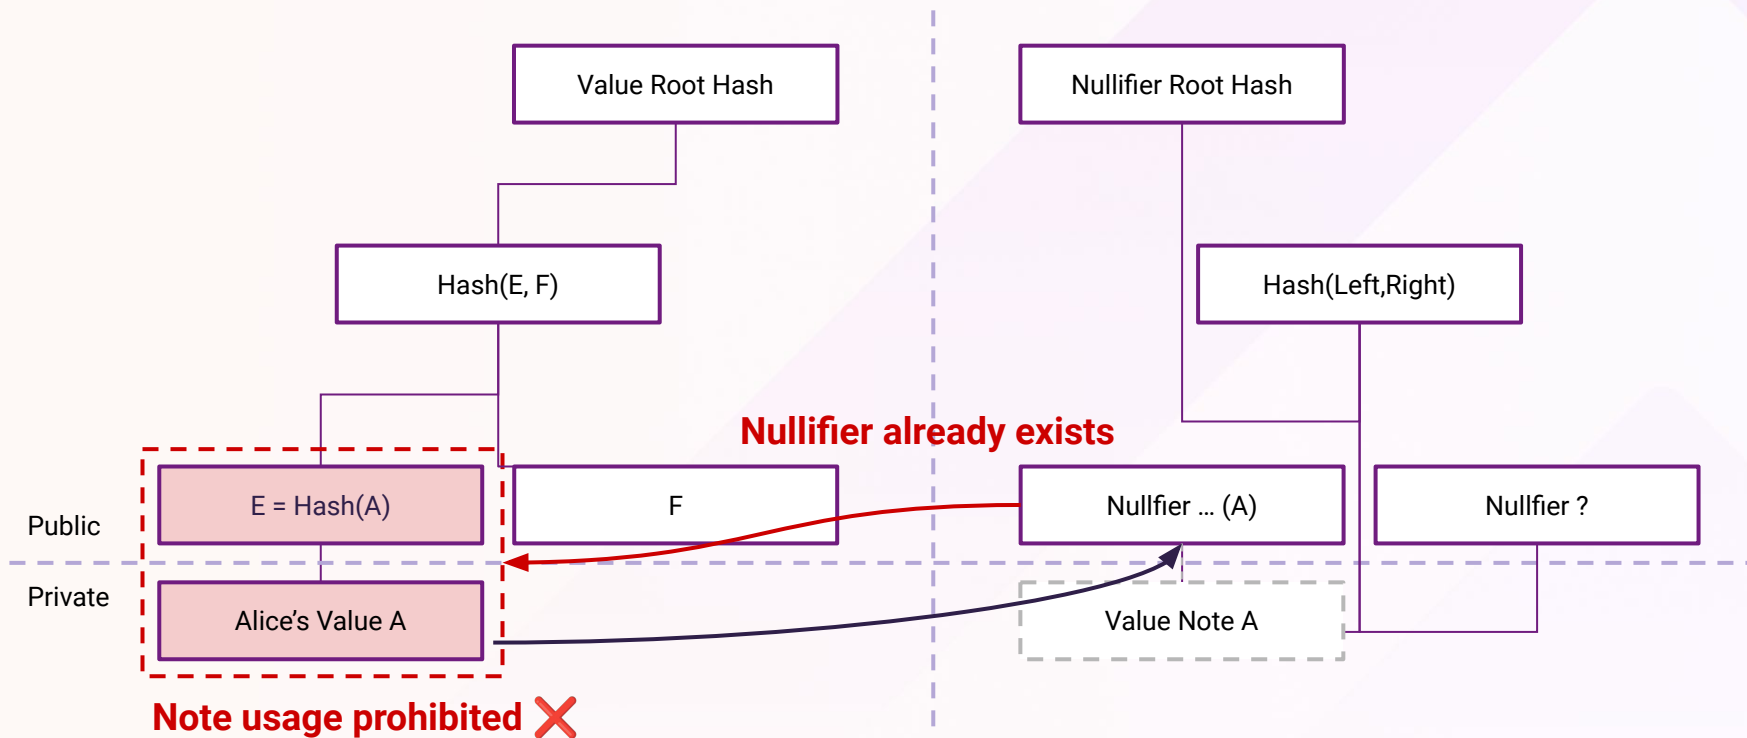 Value Root Hash
Nullifier Root Hash
Hash(E, F)
Hash(Left,Right)
Nullifier already exists
E = Hash(A)
F
Nullfier ... (A)
Nullfier ?
Public
Private
Alice’s Value A
Value Note A
Note usage prohibited ❌